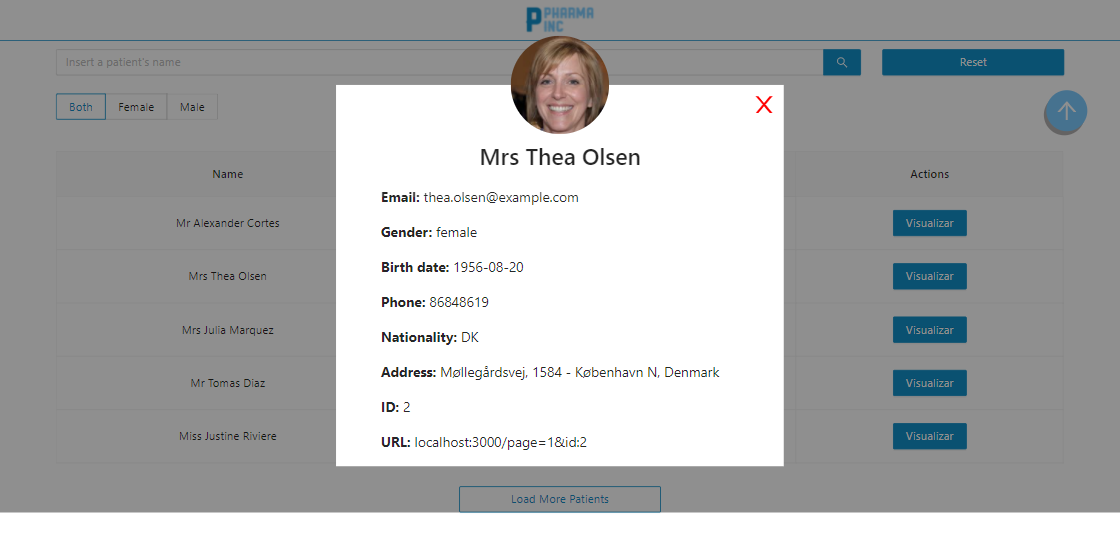 PHARMA
INC
Insert a patient's name
Reset
Both
Female
Male
X
Mrs Thea Olsen
Email: thea.olsen@example.com
Gender: female
Birth date: 1956-08-20
Phone: 86848619
Nationality: DK
Address: Møllegårdsvej, 1584 - København N, Denmark
ID: 2
URL: localhost:3000/page=1&id:2
Name
Actions
Mr Alexander Cortes
Visualizar
Mrs Thea Olsen
Visualizar
Mrs Julia Marquez
Visualizar
Mr Tomas Diaz
Visualizar
Miss Justine Riviere
Visualizar
Load More Patients